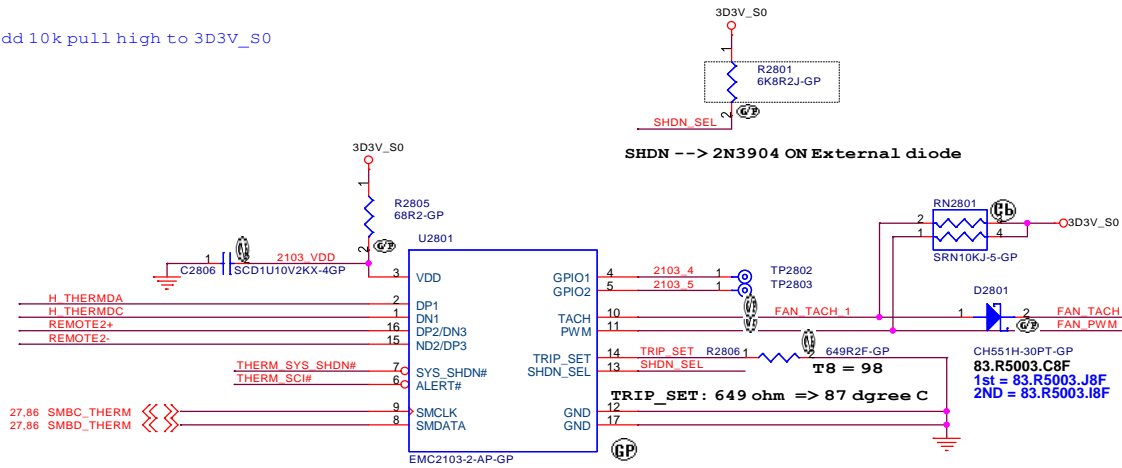 3D3V_S0
dd 10k pull high to 3D3V_S0
1
R2801
6K8R2J-GP
2
SHDN_SEL
SHDN --> 2N3904 ON External diode
3D3V_S0
1
R2805
68R2-GP
2
RN2801
2
1
4
3D3V_S0
SRN10KJ-5-GP
U2801
1
2
2103_VDD
C2806
SCD1U10V2KX-4GP
3
VDD
GPIO1
4
2103_4
1
TP2802
GPIO2
5
2103_5
1
TP2803
H_THERMDA
2
DP1
H_THERMDC
1
DN1
REMOTE2+
16
DP2/DN3
REMOTE2-
15
ND2/DP3
TACH
10
FAN_TACH_1
PWM
11
D2801
1
2
FAN_TACH
FAN_PWM
CH551H-30PT-GP
83.R5003.C8F
1st = 83.R5003.J8F
2ND = 83.R5003.I8F
THERM_SYS_SHDN#
7
SYS_SHDN#
THERM_SCI#
6
ALERT#
TRIP_SET
14
TRIP_SET
R2806
1
2
649R2F-GP
SHDN_SEL
13
SHDN_SEL
T8 = 98
TRIP_SET: 649 ohm => 87 dgree C
27,86
SMBC_THERM
9
SMCLK
27,86
SMBD_THERM
8
SMDATA
GND
12
GND
17
GP
EMC2103-2-AP-GP